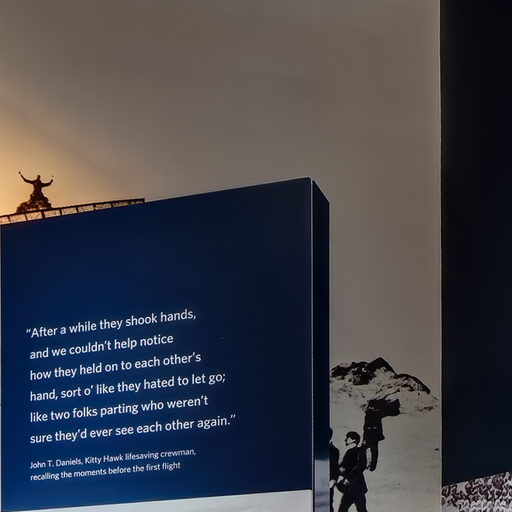 “After a while they shook hands,
and we couldn’t help notice
how they held on to each other’s
hand, sort o’ like they hated to let go;
like two folks parting who weren’t
sure they’d ever see each other again.”
John T. Daniels, Kitty Hawk lifesaving crewman,
recalling the moments before the first flight